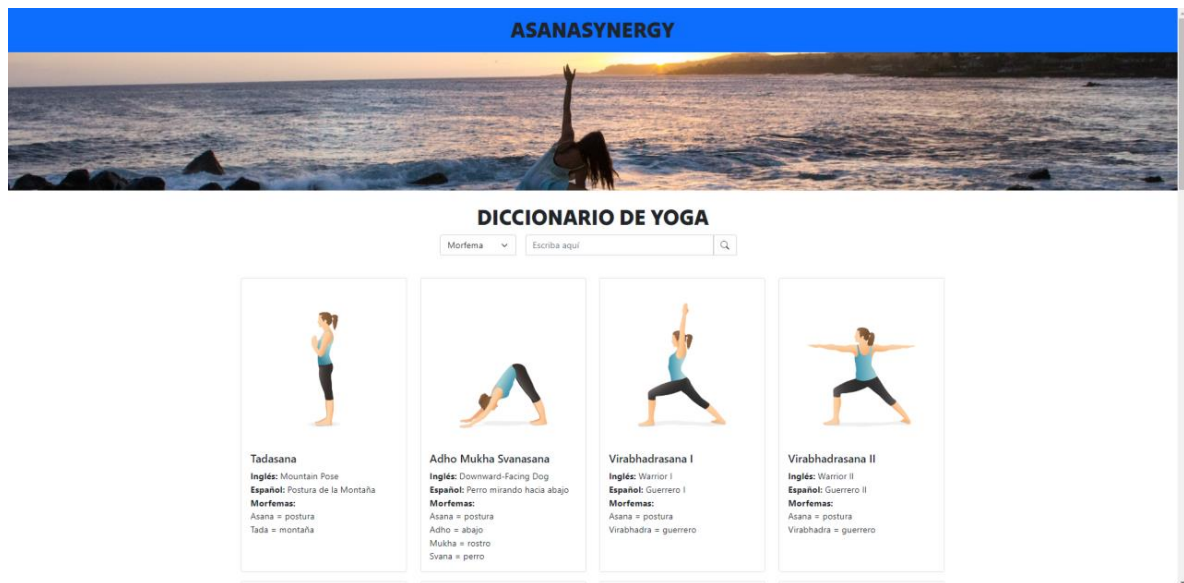 ASANASYNERGY
DICCIONARIO DE YOGA
Morfema
Escriba aquí
Tadasana
Inglés: Mountain Pose
Español: Postura de la Montaña
Morfemas:
Asana = postura
Tada = montaña
Adho Mukha Svanasana
Inglés: Downward-Facing Dog
Español: Perro mirando hacia abajo
Morfemas:
Asana = postura
Adho = abajo
Mukha = rostro
Svana = perro
Virabhadrasana I
Inglés: Warrior I
Español: Guerrero I
Morfemas:
Asana = postura
Virabhadra = guerrero
Virabhadrasana II
Inglés: Warrior II
Español: Guerrero II
Morfemas:
Asana = postura
Virabhadra = guerrero